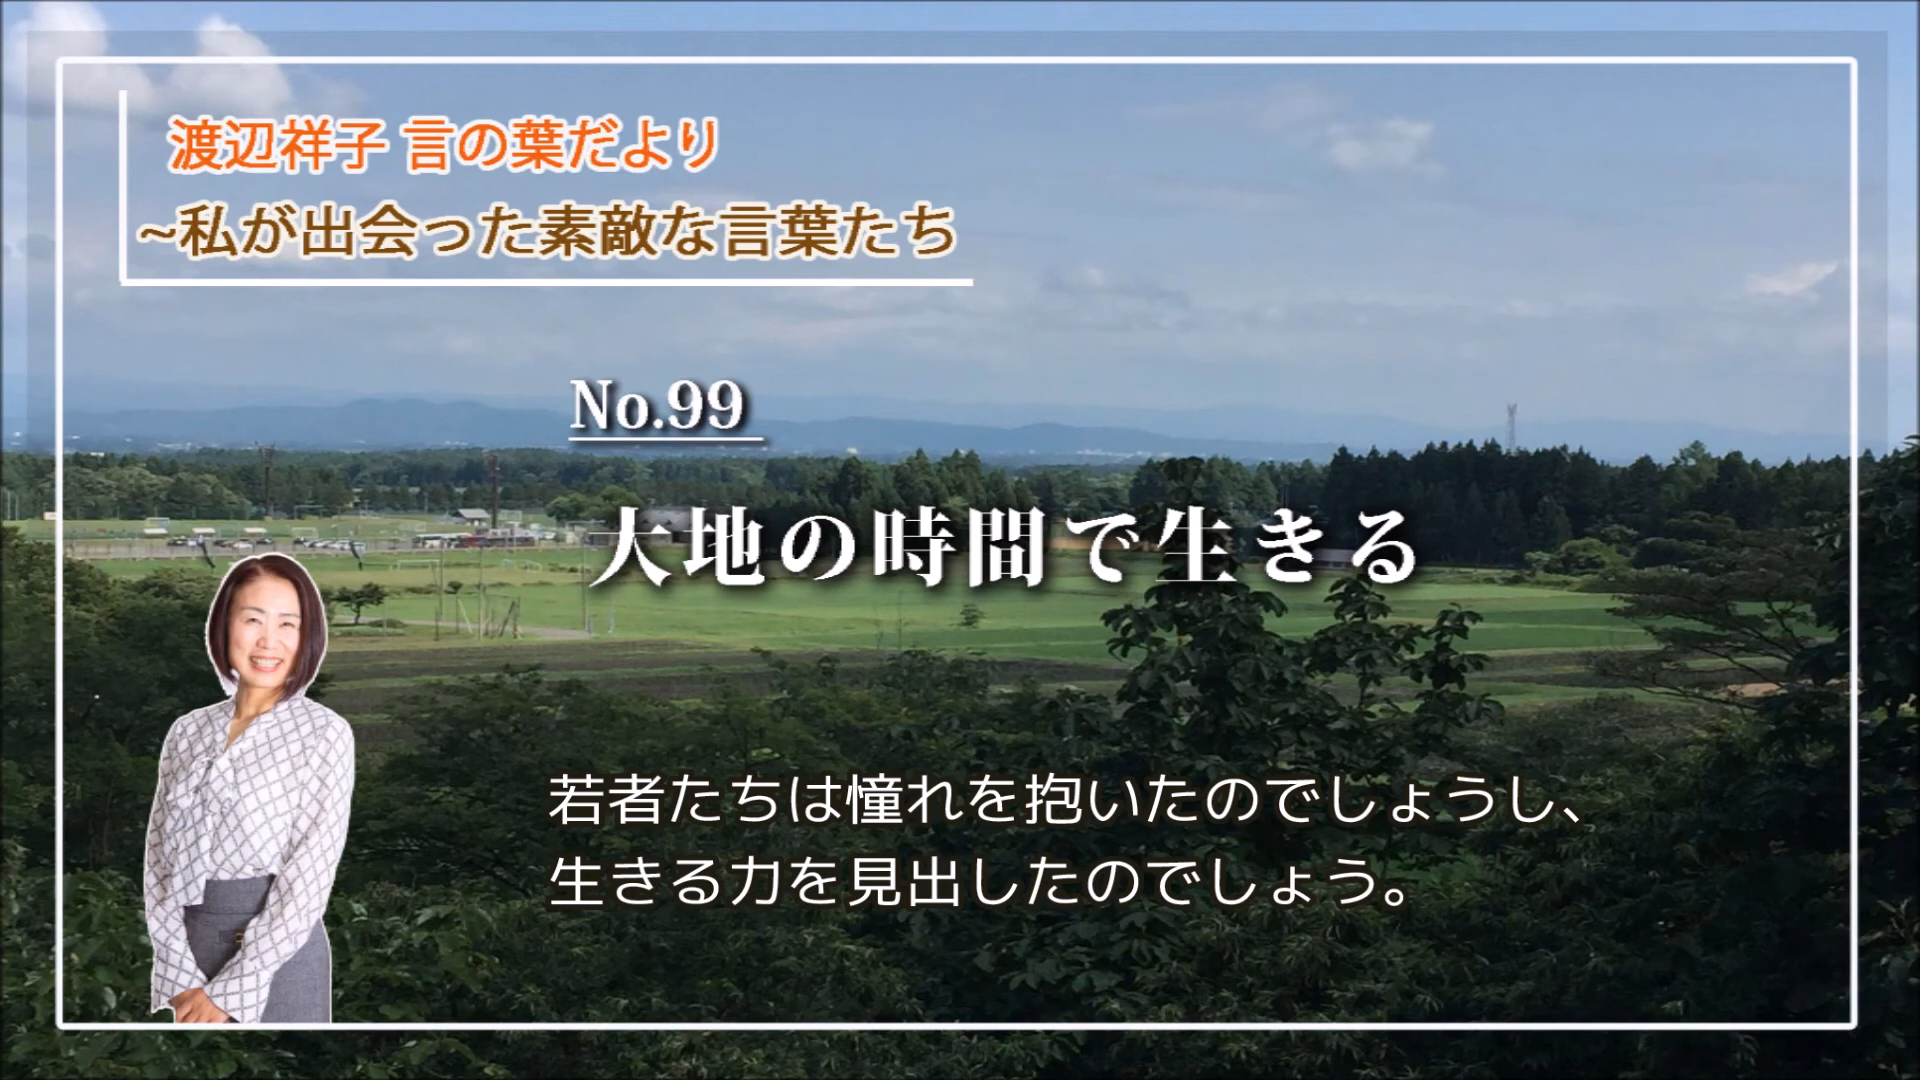 渡辺祥子 言の葉だより
~私が出会った素敵な言葉たち
No.99
大地の時間で生きる
若者たちは憧れを抱いたのでしょうし、
生きる力を見出したのでしょう。